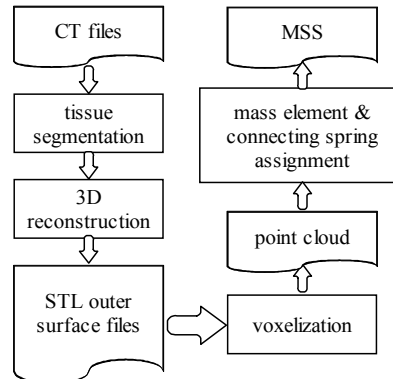 CT files
tissue
segmentation
3D
reconstruction
STL outer
surface files
voxelization
point cloud
mass element &
connecting spring
assignment
MSS